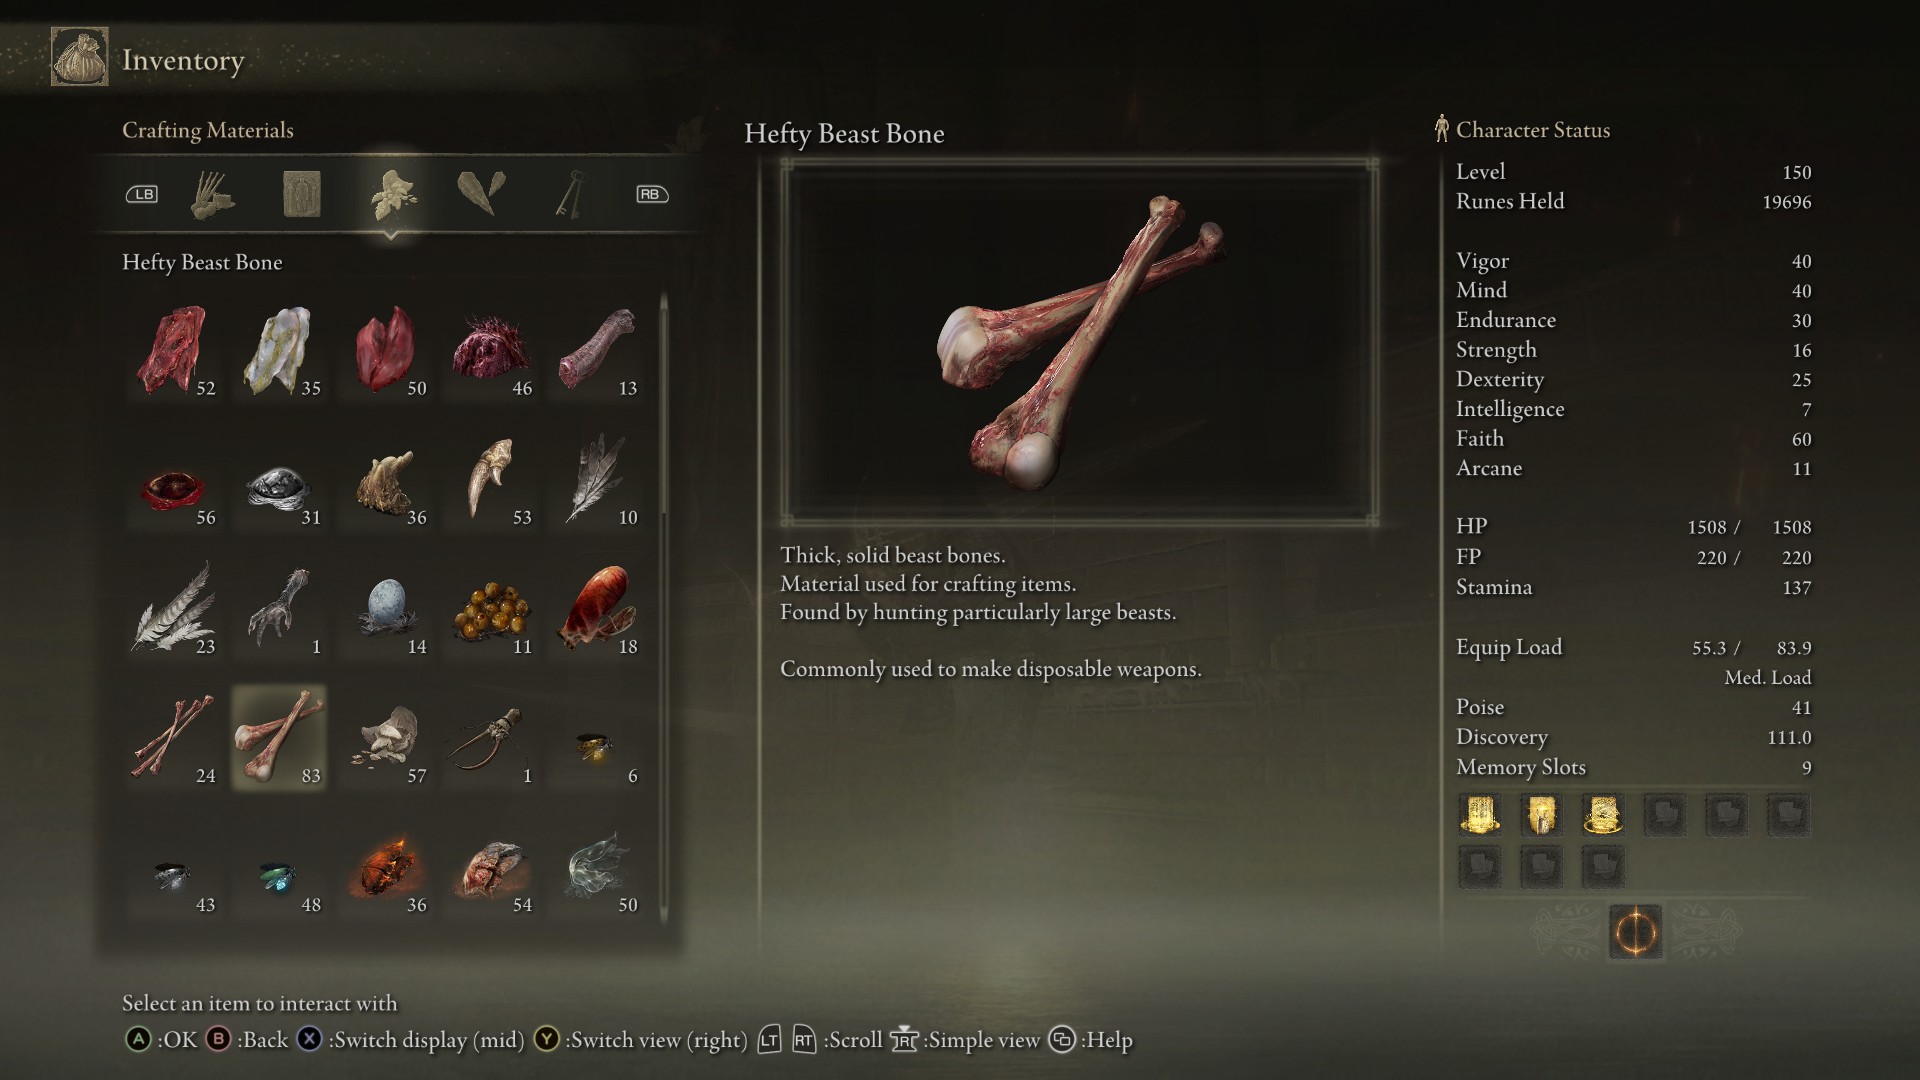 Inventory
Crafting Materials
LB
RB
Hefty Beast Bone
52 35 50 46 13
56 31 36 53 10
23 1 14 11 18
24 83 57 1 6
43 48 36 54 50
Hefty Beast Bone
Thick, solid beast bones.
Material used for crafting items.
Found by hunting particularly large beasts.
Commonly used to make disposable weapons.
Character Status
Level 150
Runes Held 19696
Vigor 40
Mind 40
Endurance 30
Strength 16
Dexterity 25
Intelligence 7
Faith 60
Arcane 11
HP 1508 / 1508
FP 220 / 220
Stamina 137
Equip Load 55.3 / 83.9
Med. Load
Poise 41
Discovery 111.0
Memory Slots 9
Select an item to interact with
A :OK B :Back X :Switch display (mid) Y :Switch view (right) LT RT :Scroll R :Simple view :Help